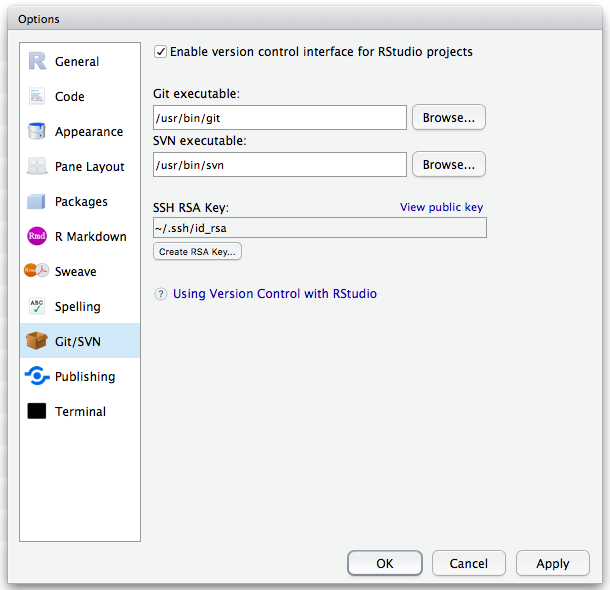 Options
General
Code
Appearance
Pane Layout
Packages
Rmd R Markdown
Sweave
ABC Spelling
Git/SVN
Publishing
Terminal
Enable version control interface for RStudio projects
Git executable:
/usr/bin/git Browse...
SVN executable:
/usr/bin/svn Browse...
SSH RSA Key: View public key
~/.ssh/id_rsa
Create RSA Key...
? Using Version Control with RStudio
OK Cancel Apply